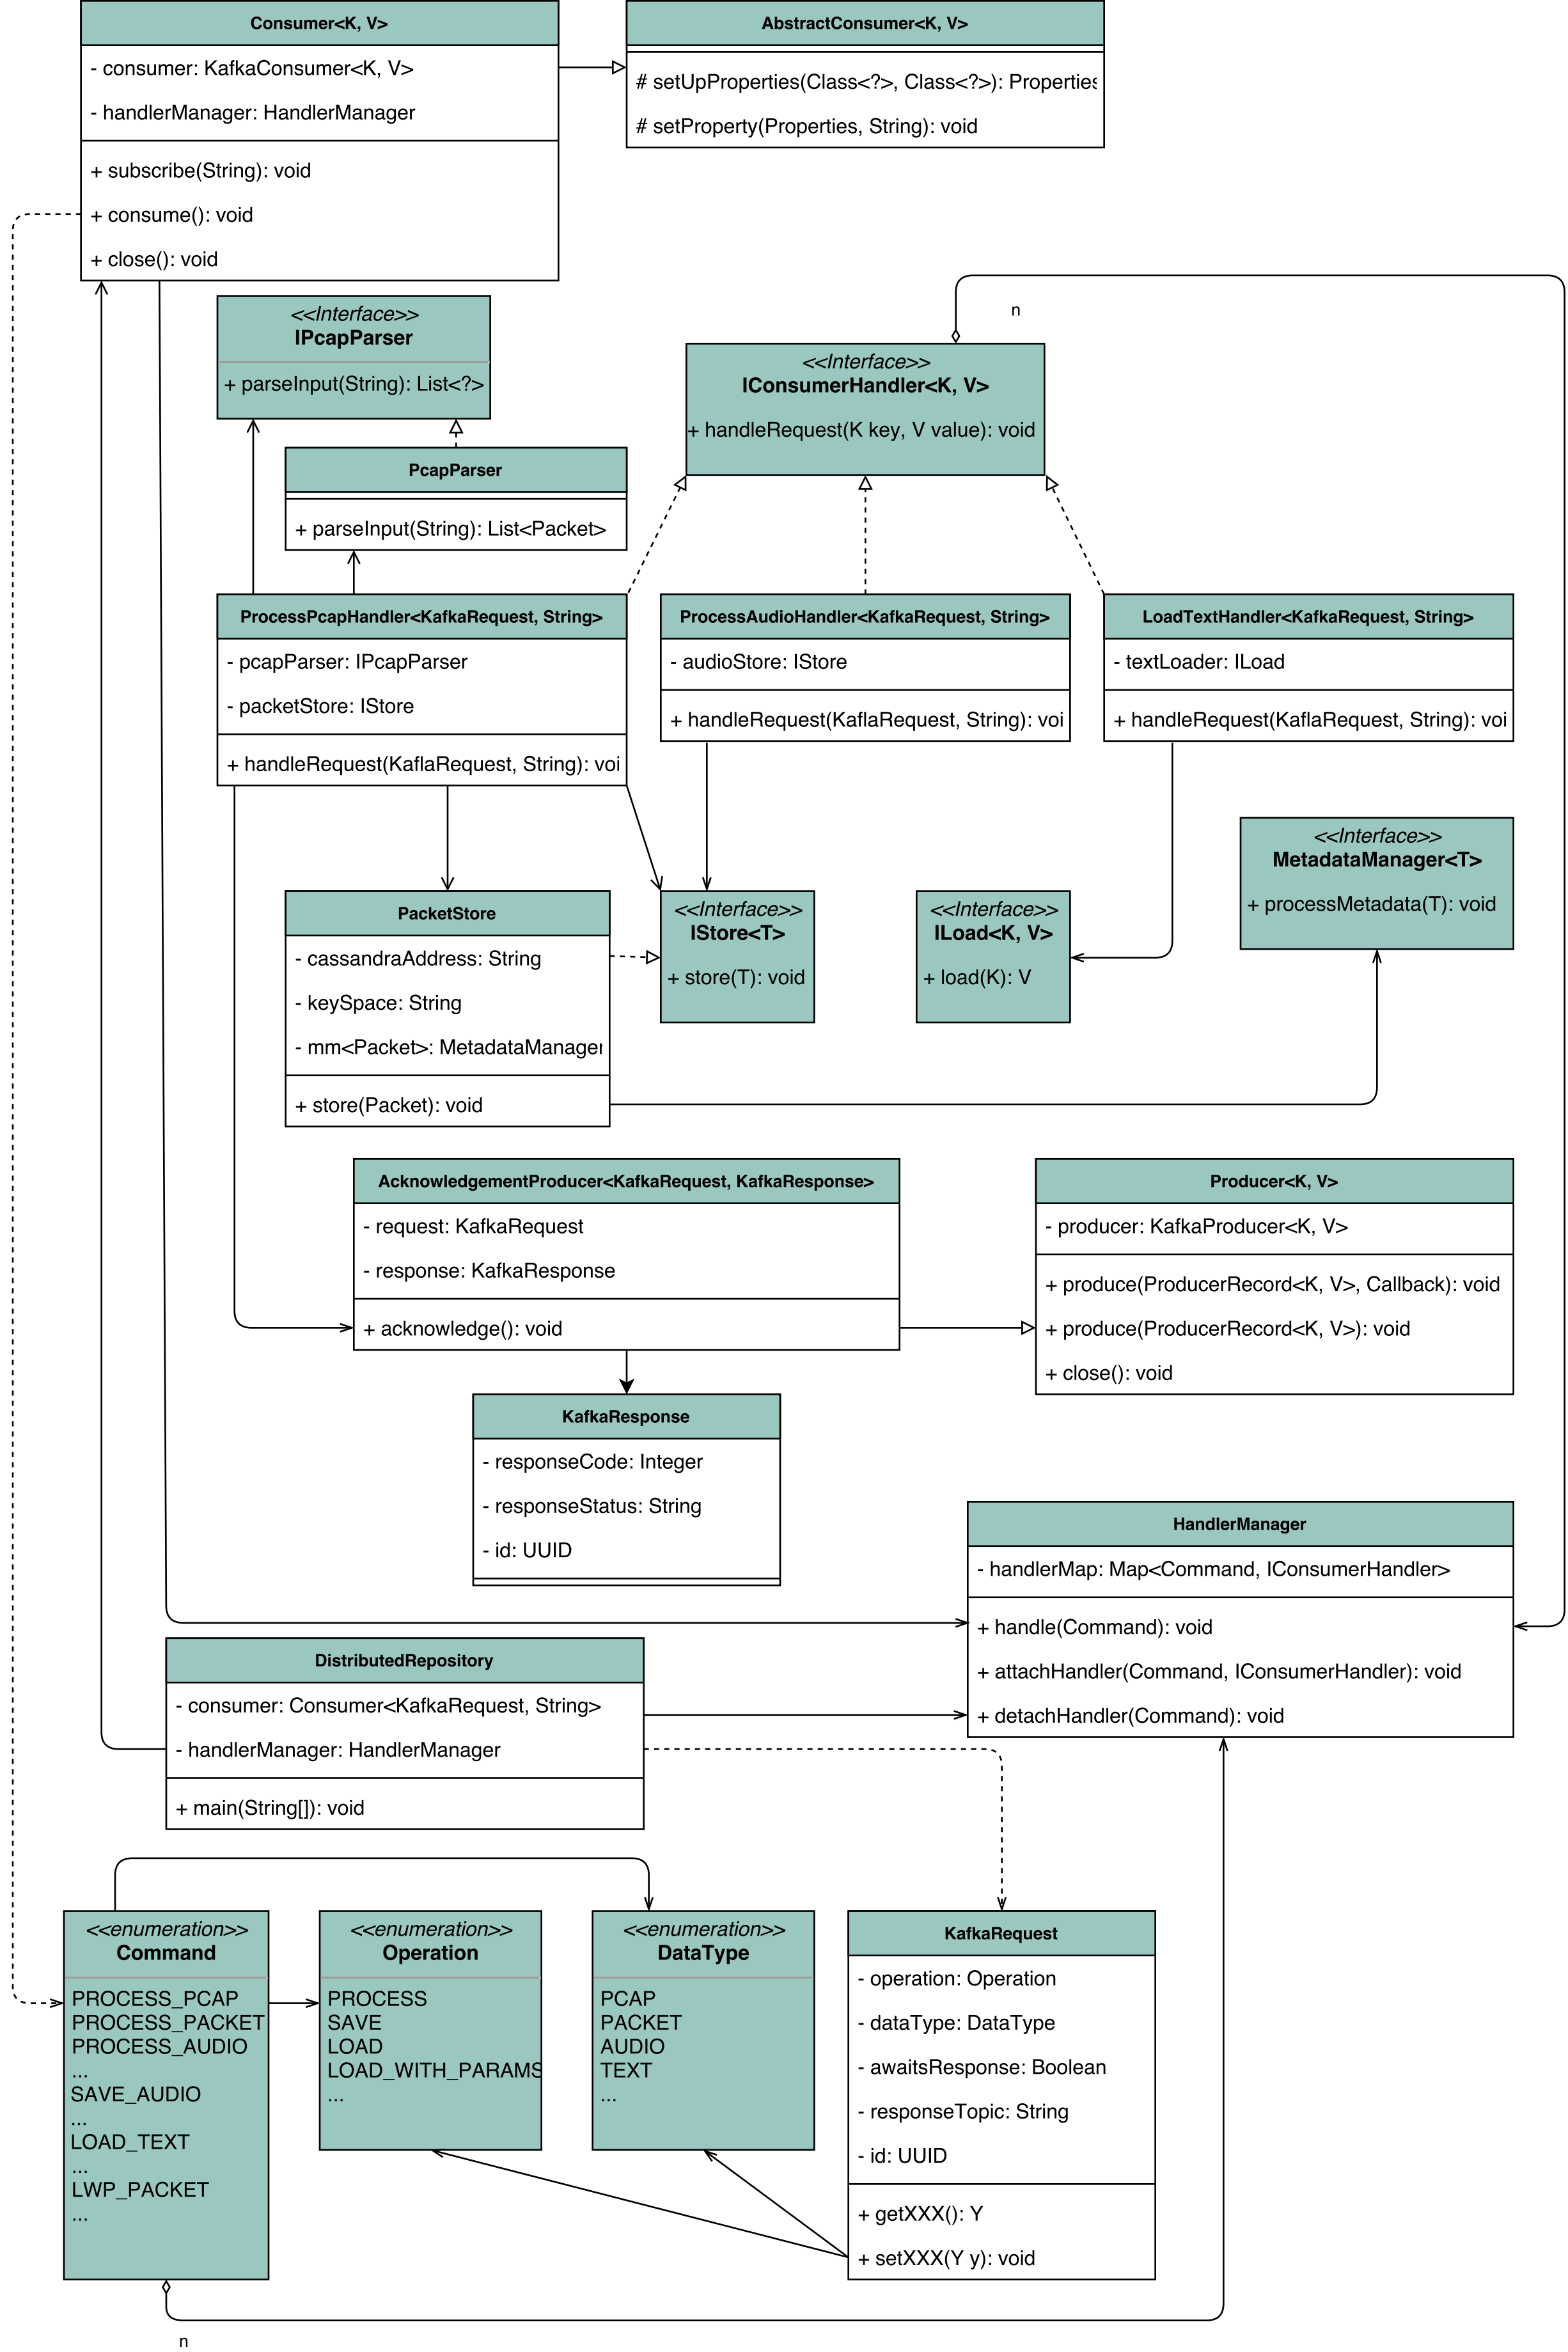 Consumer<K, V>
- consumer: KafkaConsumer<K, V>
- handlerManager: HandlerManager
+ subscribe(String): void
+ consume(): void
+ close(): void
AbstractConsumer<K, V>
# setUpProperties(Class<?>, Class<?>): Properties
# setProperty(Properties, String): void
<<Interface>>
IPcapParser
+ parseInput(String): List<?>
n
<<Interface>>
IConsumerHandler<K, V>
+ handleRequest(K key, V value): void
PcapParser
+ parseInput(String): List<Packet>
ProcessPcapHandler<KafkaRequest, String>
- pcapParser: IPcapParser
- packetStore: IStore
+ handleRequest(KaflaRequest, String): voi
ProcessAudioHandler<KafkaRequest, String>
- audioStore: IStore
+ handleRequest(KaflaRequest, String): voi
LoadTextHandler<KafkaRequest, String>
- textLoader: ILoad
+ handleRequest(KaflaRequest, String): voi
<<Interface>>
MetadataManager<T>
+ processMetadata(T): void
PacketStore
- cassandraAddress: String
- keySpace: String
- mm<Packet>: MetadataManager
+ store(Packet): void
<<Interface>>
IStore<T>
+ store(T): void
<<Interface>>
ILoad<K, V>
+ load(K): V
AcknowledgementProducer<KafkaRequest, KafkaResponse>
- request: KafkaRequest
- response: KafkaResponse
+ acknowledge(): void
Producer<K, V>
- producer: KafkaProducer<K, V>
+ produce(ProducerRecord<K, V>, Callback): void
+ produce(ProducerRecord<K, V>): void
+ close(): void
KafkaResponse
- responseCode: Integer
- responseStatus: String
- id: UUID
HandlerManager
- handlerMap: Map<Command, IConsumerHandler>
+ handle(Command): void
+ attachHandler(Command, IConsumerHandler): void
+ detachHandler(Command): void
DistributedRepository
- consumer: Consumer<KafkaRequest, String>
- handlerManager: HandlerManager
+ main(String[]): void
<<enumeration>>
Command
PROCESS_PCAP
PROCESS_PACKET
PROCESS_AUDIO
...
SAVE_AUDIO
...
LOAD_TEXT
...
LWP_PACKET
...
<<enumeration>>
Operation
PROCESS
SAVE
LOAD
LOAD_WITH_PARAMS
...
<<enumeration>>
DataType
PCAP
PACKET
AUDIO
TEXT
...
KafkaRequest
- operation: Operation
- dataType: DataType
- awaitsResponse: Boolean
- responseTopic: String
- id: UUID
+ getXXX(): Y
+ setXXX(Y y): void
n